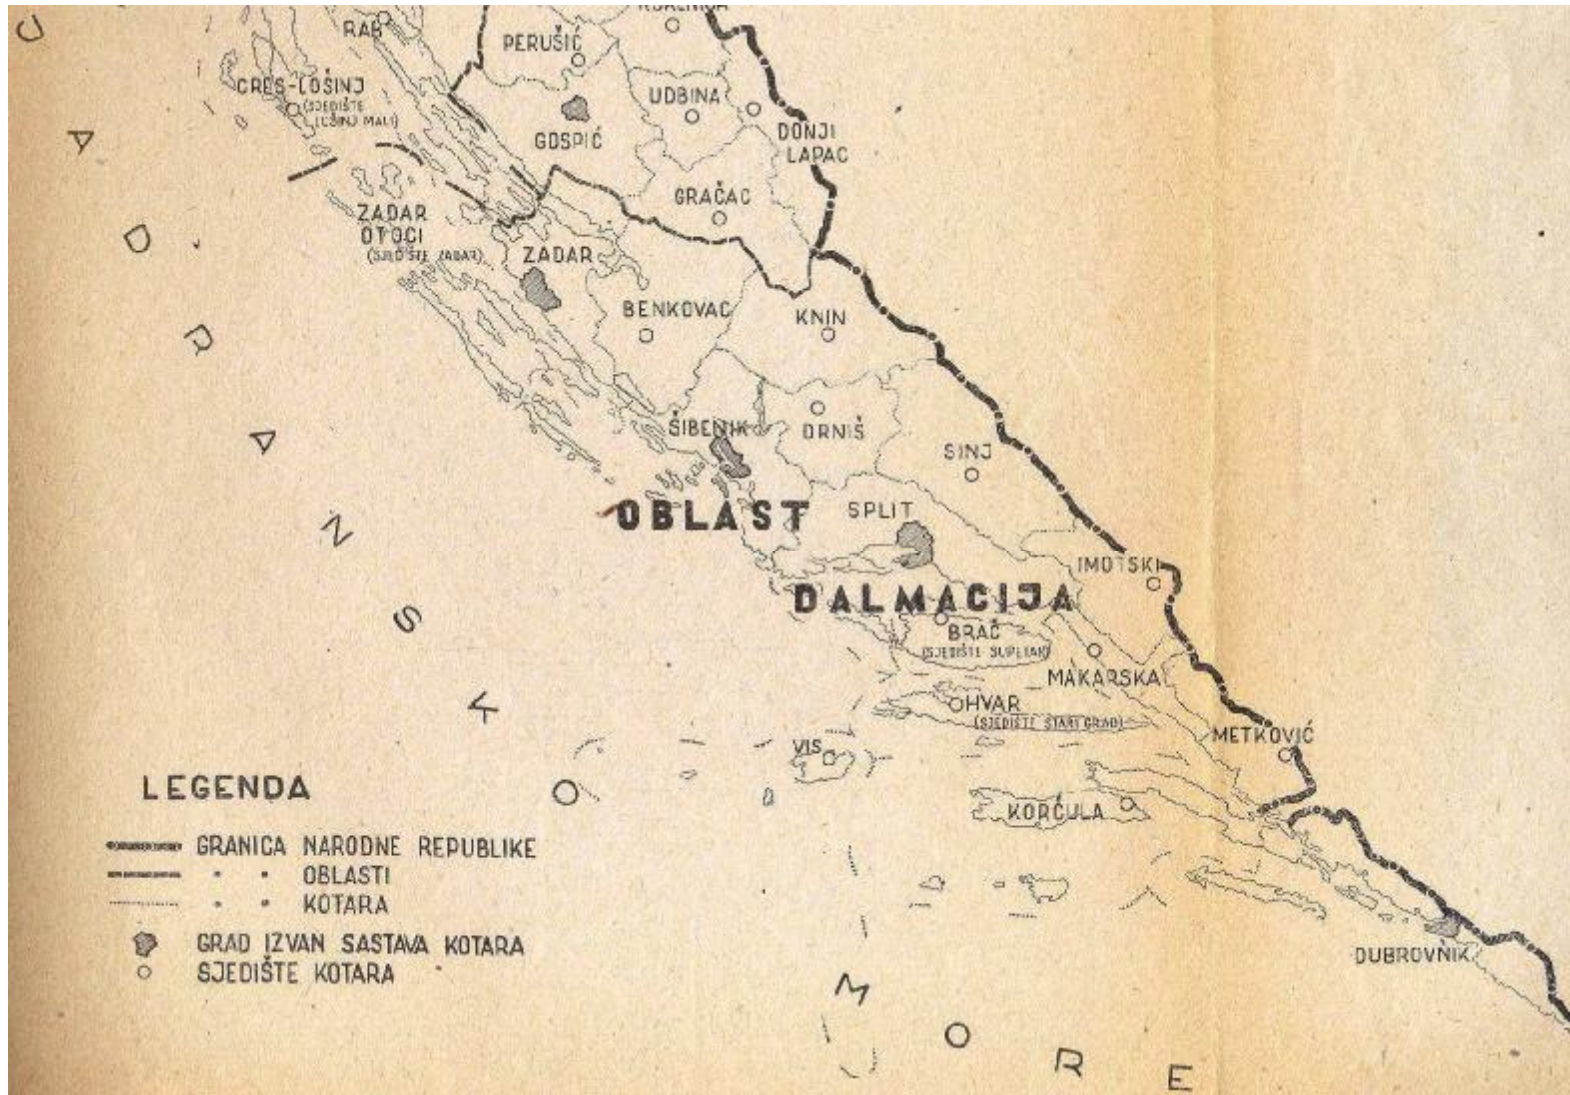 RAB
PERUŠIĆ
CRES-LOŠINJ
(SJEDIŠTE
LOŠINJ MALI)
UDBINA
GOSPIĆ
DONJI
LAPAC
GRAČAC
ZADAR
OTOCI
(SJEDIŠTE ZADAR)
ZADAR
BENKOVAC
KNIN
ŠIBENIK
DRNIŠ
SINJ
OBLAST
SPLIT
IMOTSKI
DALMACIJA
BRAČ
(SJEDIŠTE SUPETAR)
MAKARSKA
HVAR
(SJEDIŠTE STARI GRAD)
METKOVIĆ
VIS
KORČULA
DUBROVNIK
JADRANSKO
MORE
LEGENDA
GRANICA NARODNE REPUBLIKE
" " OBLASTI
" " KOTARA
GRAD IZVAN SASTAVA KOTARA
SJEDIŠTE KOTARA